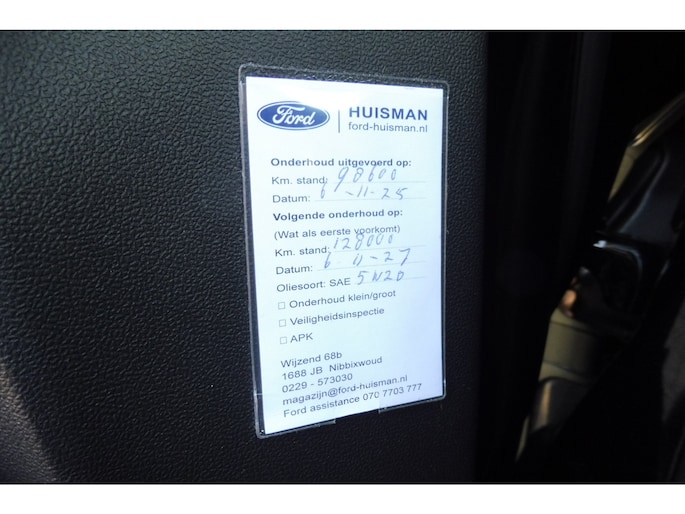 Ford HUISMAN
ford-huisman.nl
Onderhoud uitgevoerd op:
Km. stand: 98600
Datum: 6 -11-25
Volgende onderhoud op:
(Wat als eerste voorkomt)
Km. stand: 128000
Datum: 6 11-27
Oliesoort: SAE 5W20
□ Onderhoud klein/groot
□ Veiligheidsinspectie
□ APK
Wijzend 68b
1688 JB Nibbixwoud
0229 - 573030
magazijn@ford-huisman.nl
Ford assistance 070 7703 777